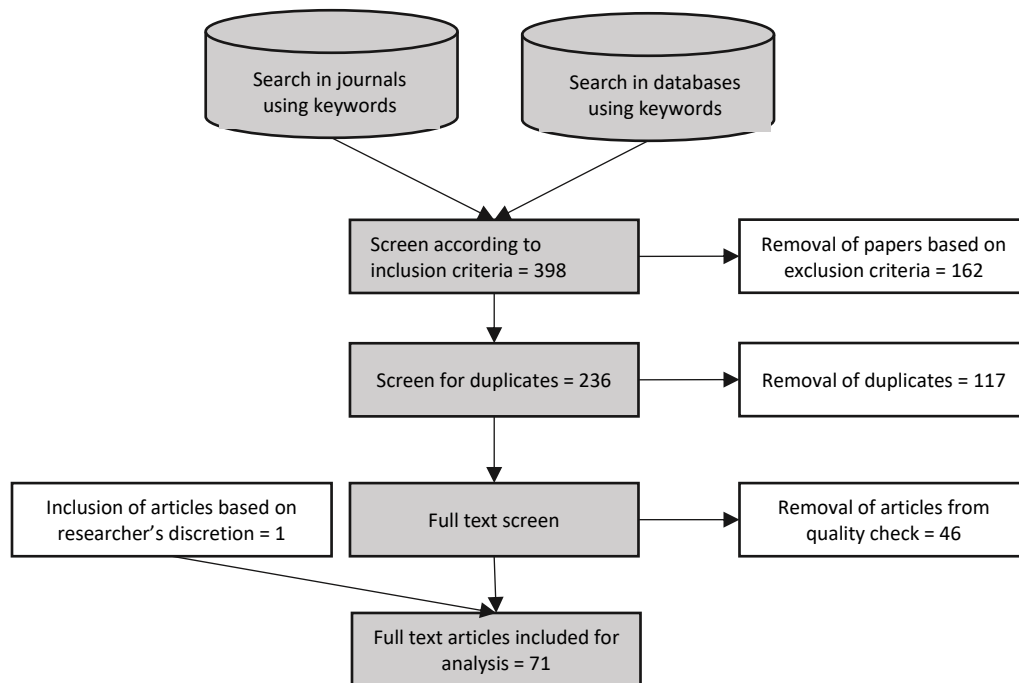 Search in journals
using keywords
Search in databases
using keywords
Screen according to
inclusion criteria = 398
Removal of papers based on
exclusion criteria = 162
Screen for duplicates = 236
Removal of duplicates = 117
Inclusion of articles based on
researcher’s discretion = 1
Full text screen
Removal of articles from
quality check = 46
Full text articles included for
analysis = 71